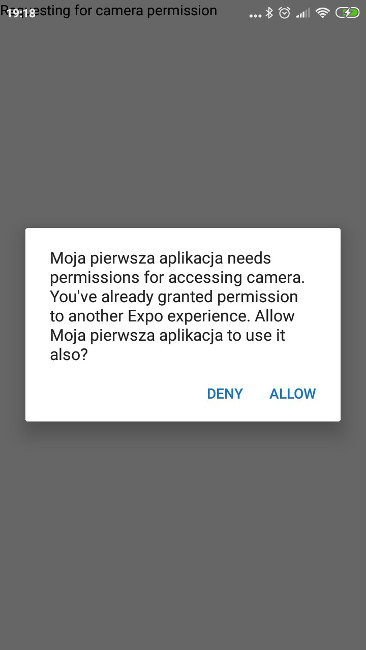 Requesting for camera permission
19:18
Moja pierwsza aplikacja needs
permissions for accessing camera.
You've already granted permission
to another Expo experience. Allow
Moja pierwsza aplikacja to use it
also?
DENY ALLOW